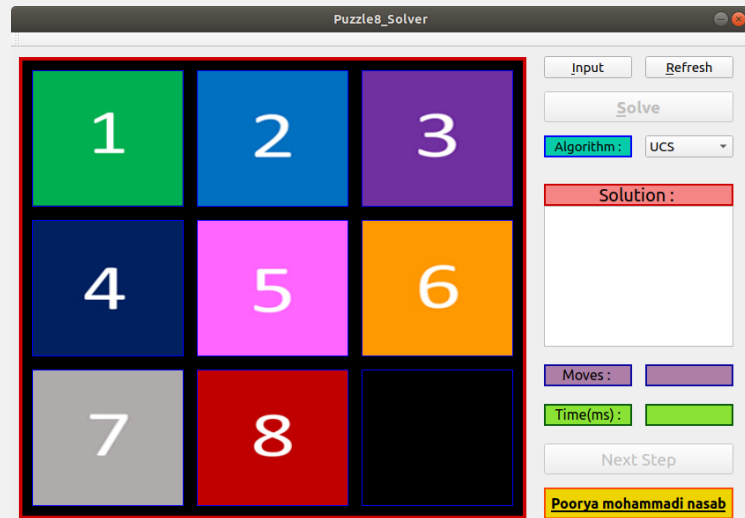 Puzzle8_Solver
1 2 3
4 5 6
7 8
Input Refresh
Solve
Algorithm : UCS
Solution :
Moves :
Time(ms) :
Next Step
Poorya mohammadi nasab